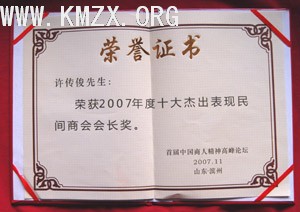 WWW.KMZX.ORG
荣誉证书
许传俊先生：
荣获2007年度十大杰出表现民
间商会会长奖。
首届中国商人精神高峰论坛
2007.11
山东·滨州